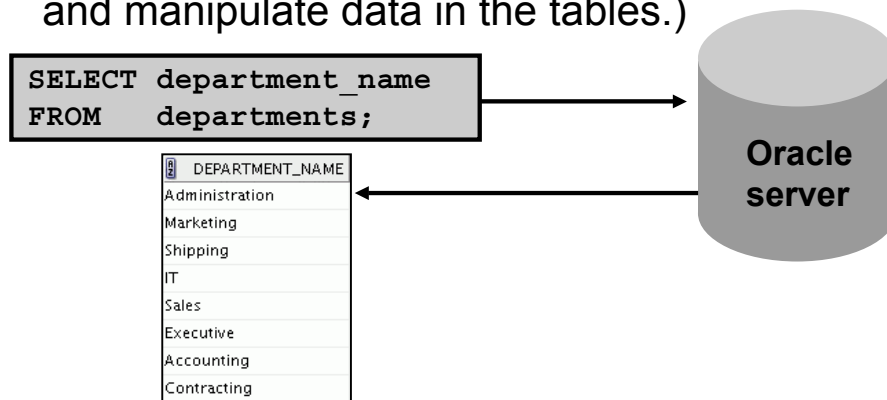 and manipulate data in the tables.)
SELECT department_name
FROM departments;
Oracle
server
DEPARTMENT_NAME
Administration
Marketing
Shipping
IT
Sales
Executive
Accounting
Contracting